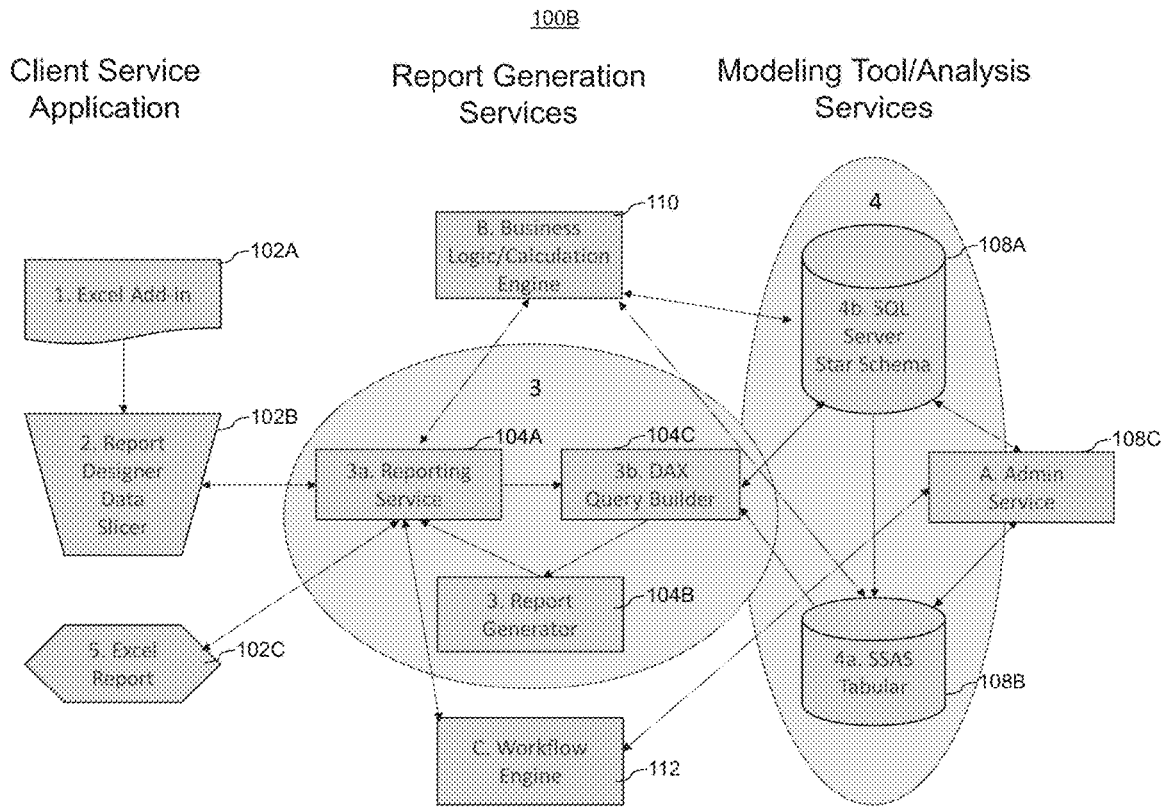 100B
Client Service
Application
Report Generation
Services
Modeling Tool/Analysis
Services
110
B. Business
Logic/Calculation
Engine
4
108A
4b. SQL
Server
Star Schema
102A
1. Excel Add-in
3
102B
2. Report
Designer
Data
Slicer
104A
3a. Reporting
Service
104C
3b. DAX
Query Builder
108C
A. Admin
Service
3. Report
Generator
104B
5. Excel
Report
102C
4a. SSAS
Tabular
108B
C. Workflow
Engine
112